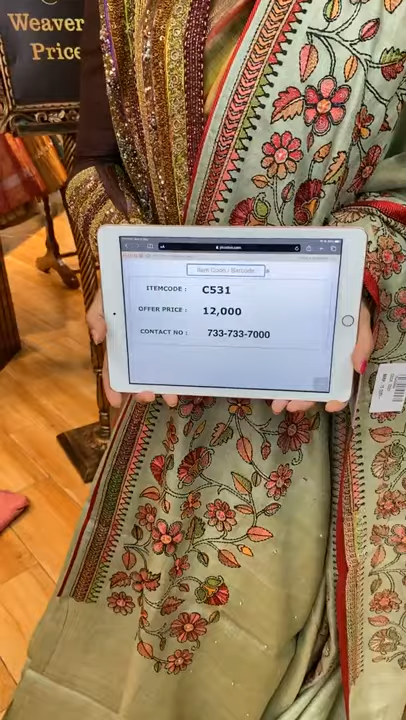 Weaver
Price
Item Code / Barcode
ITEMCODE : C531
OFFER PRICE : 12,000
CONTACT NO : 733-733-7000